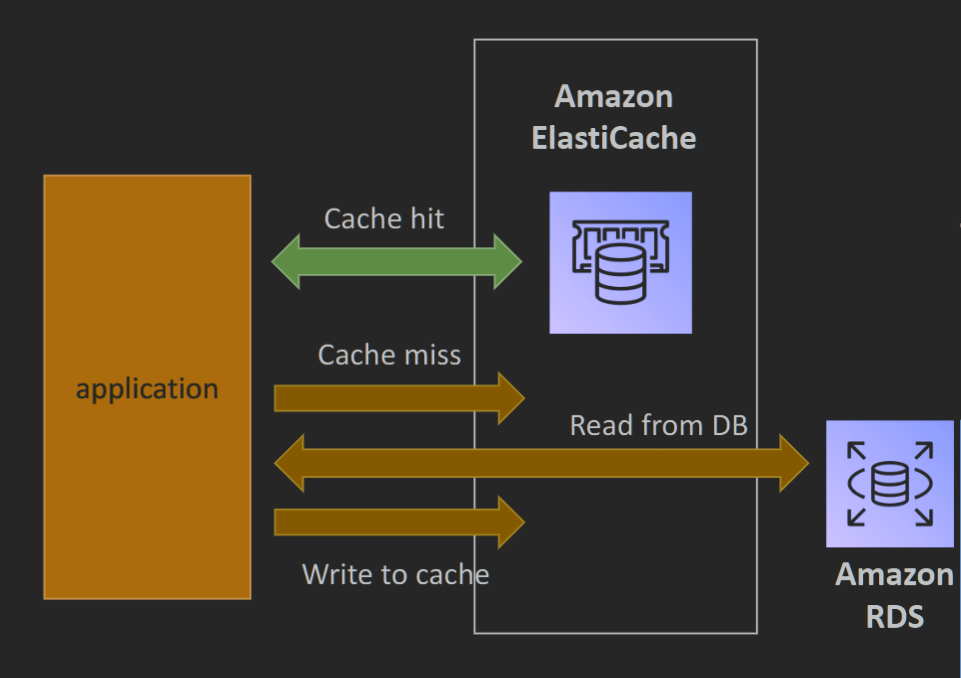 Amazon
ElastiCache
Cache hit
Cache miss
application
Read from DB
Write to cache
Amazon
RDS